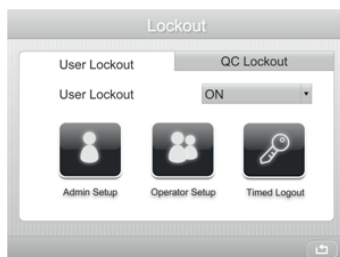 Lockout
User Lockout
QC Lockout
User Lockout ON
Admin Setup Operator Setup Timed Logout